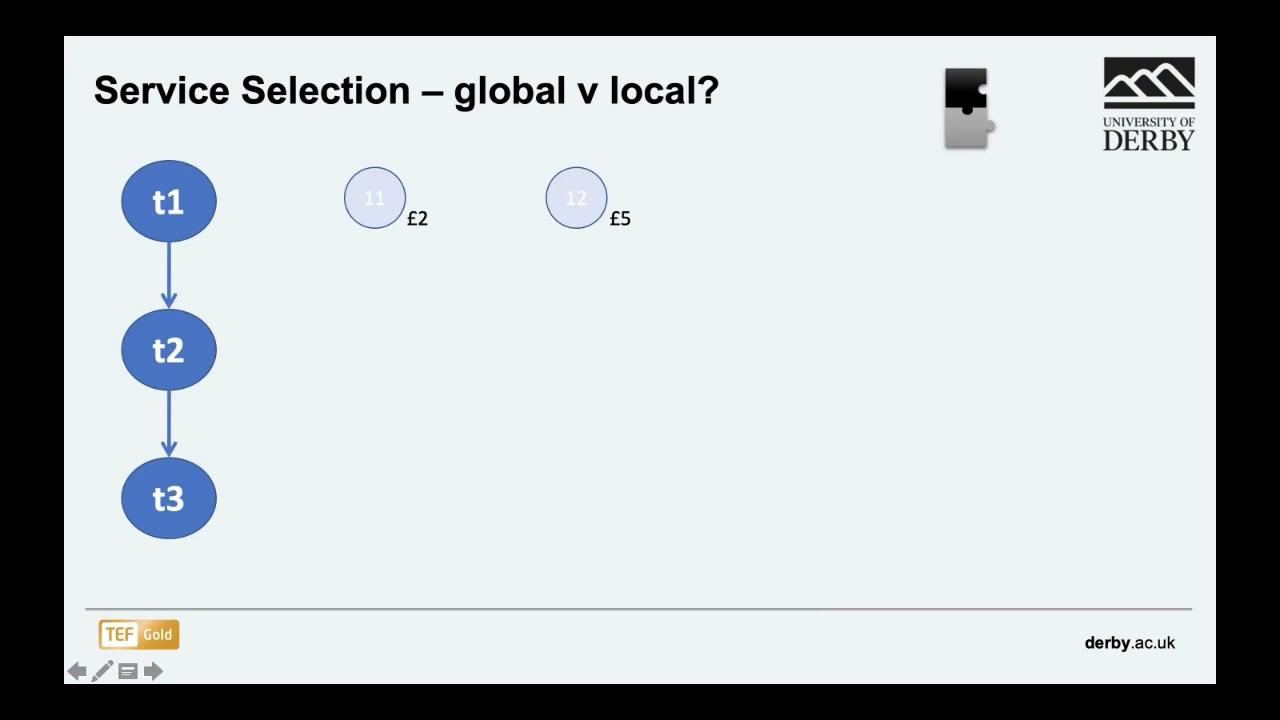 Service Selection – global v local?
UNIVERSITY OF
DERBY
t1
11
£2
12
£5
t2
t3
TEF Gold
derby.ac.uk